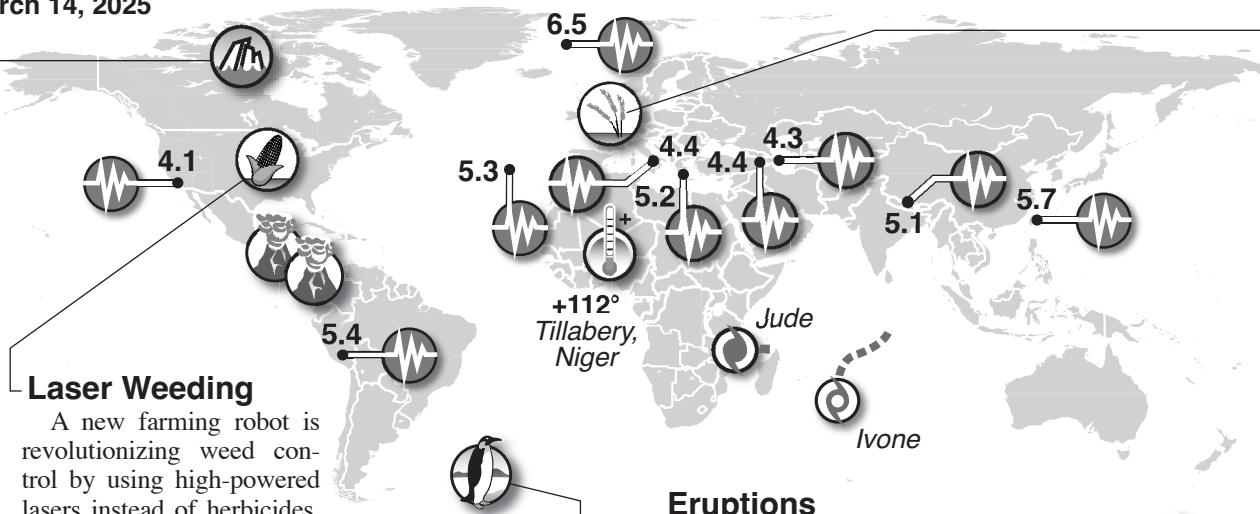 rch 14, 2025
6.5
4.1
5.3
4.4
4.4
4.3
5.2
5.1
5.7
+
+112°
Tillabery,
Niger
Jude
5.4
Ivone
Laser Weeding
A new farming robot is
revolutionizing weed con-
trol by using high-powered
lasers instead of herbicides.
Eruptions